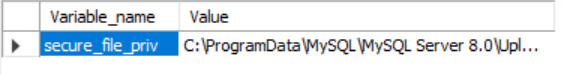 Variable_name Value
secure_file_priv C:\ProgramData\MySQL\MySQL Server 8.0\Upl...